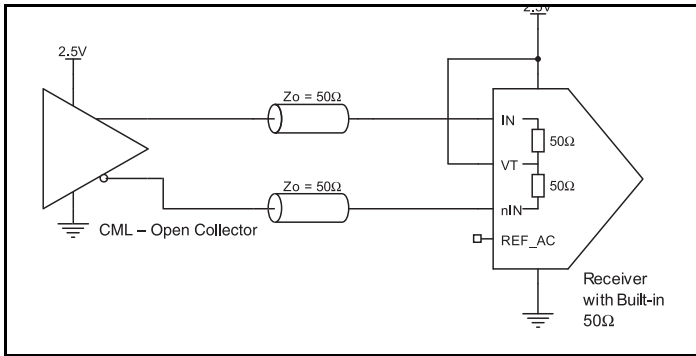 2.5V
2.5V
Zo = 50Ω
IN
50Ω
VT
50Ω
Zo = 50Ω
nIN
CML – Open Collector
REF_AC
Receiver
with Built-in
50Ω